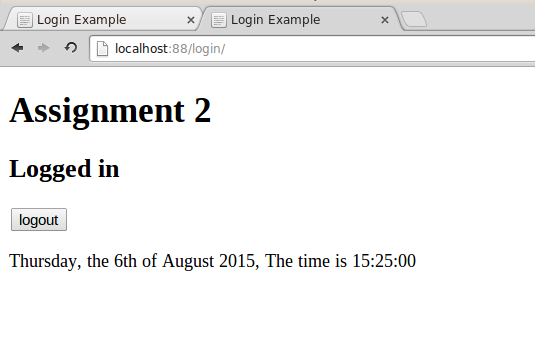 Login Example
Login Example
localhost:88/login/
Assignment 2
Logged in
logout
Thursday, the 6th of August 2015, The time is 15:25:00